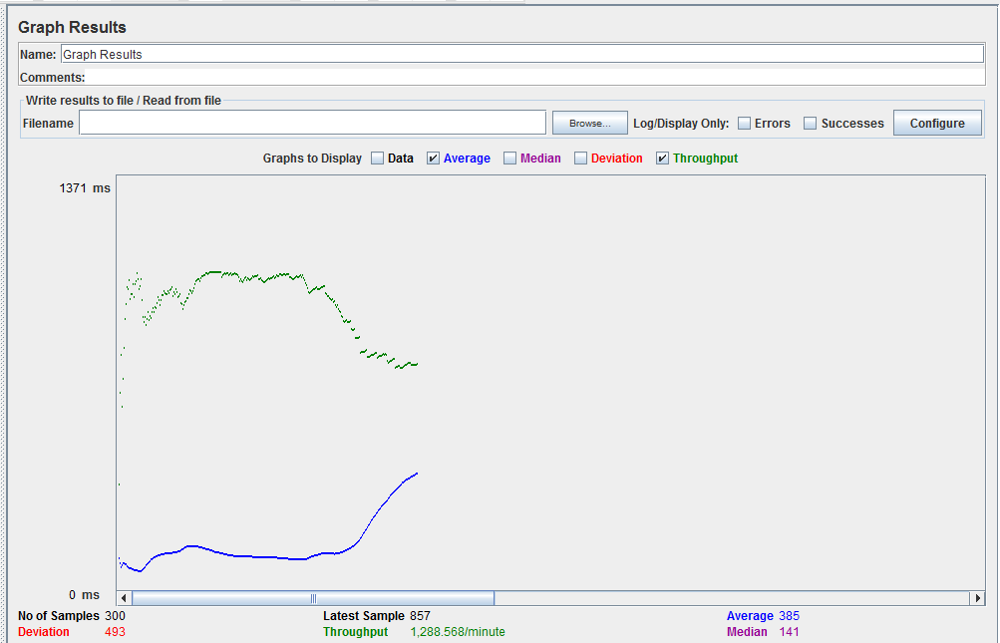 Graph Results
Name: Graph Results
Comments:
Write results to file / Read from file
Filename Browse... Log/Display Only: Errors Successes Configure
Graphs to Display Data Average Median Deviation Throughput
1371 ms
0 ms
No of Samples 300 Latest Sample 857 Average 385
Deviation 493 Throughput 1,288.568/minute Median 141